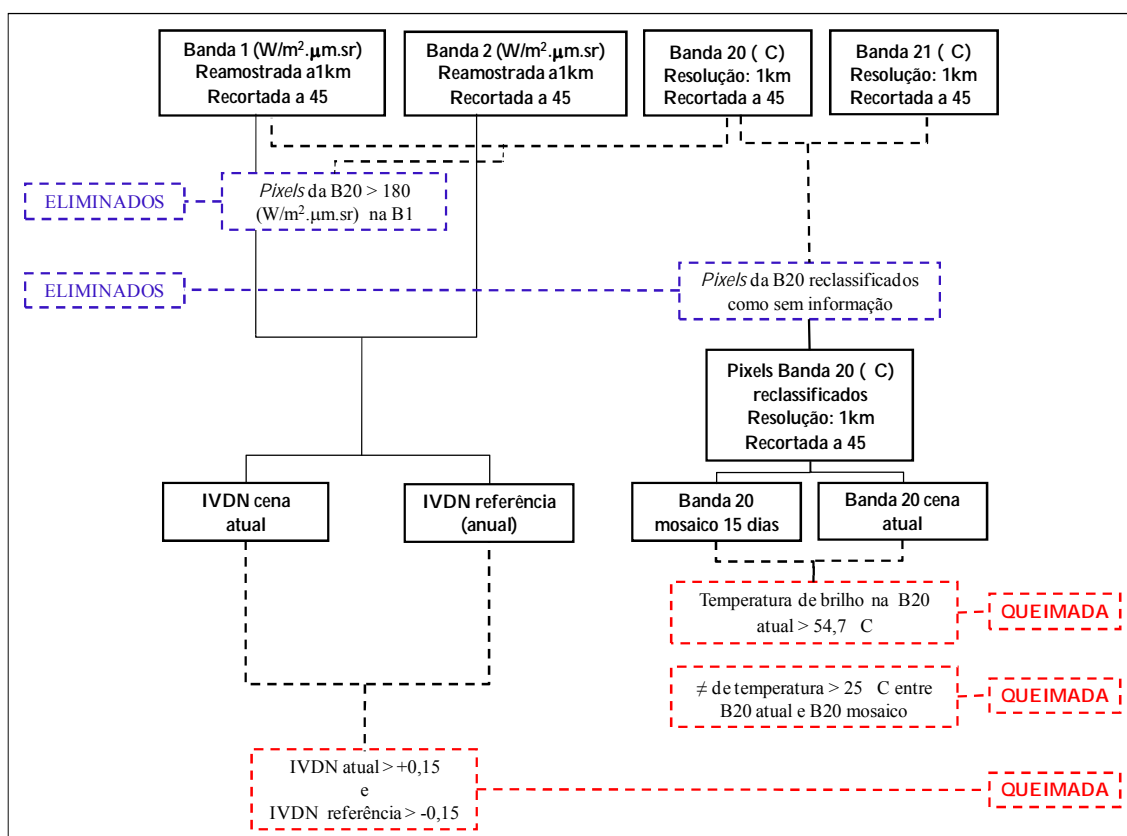 Banda 1 (W/m².μm.sr)
Reamostrada a1km
Recortada a 45
Banda 2 (W/m².μm.sr)
Reamostrada a1km
Recortada a 45
Banda 20 ( C)
Resolução: 1km
Recortada a 45
Banda 21 ( C)
Resolução: 1km
Recortada a 45
ELIMINADOS
Pixels da B20 > 180
(W/m².μm.sr) na B1
ELIMINADOS
Pixels da B20 reclassificados
como sem informação
Pixels Banda 20 ( C)
reclassificados
Resolução: 1km
Recortada a 45
IVDN cena
atual
IVDN referência
(anual)
Banda 20
mosaico 15 dias
Banda 20 cena
atual
Temperatura de brilho na B20
atual > 54,7 C
QUEIMADA
≠ de temperatura > 25 C entre
B20 atual e B20 mosaico
QUEIMADA
IVDN atual > +0,15
e
IVDN referência > -0,15
QUEIMADA